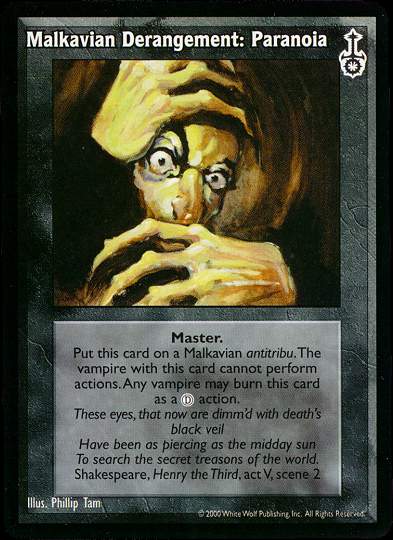 Malkavian Derangement: Paranoia
Master.
Put this card on a Malkavian antitribu. The
vampire with this card cannot perform
actions. Any vampire may burn this card
as a Ⓓ action.
These eyes, that now are dimm'd with death's
black veil
Have been as piercing as the midday sun
To search the secret treasons of the world.
Shakespeare, Henry the Third, act V, scene 2
Illus. Phillip Tam
© 2000 White Wolf Publishing, Inc. All Rights Reserved.